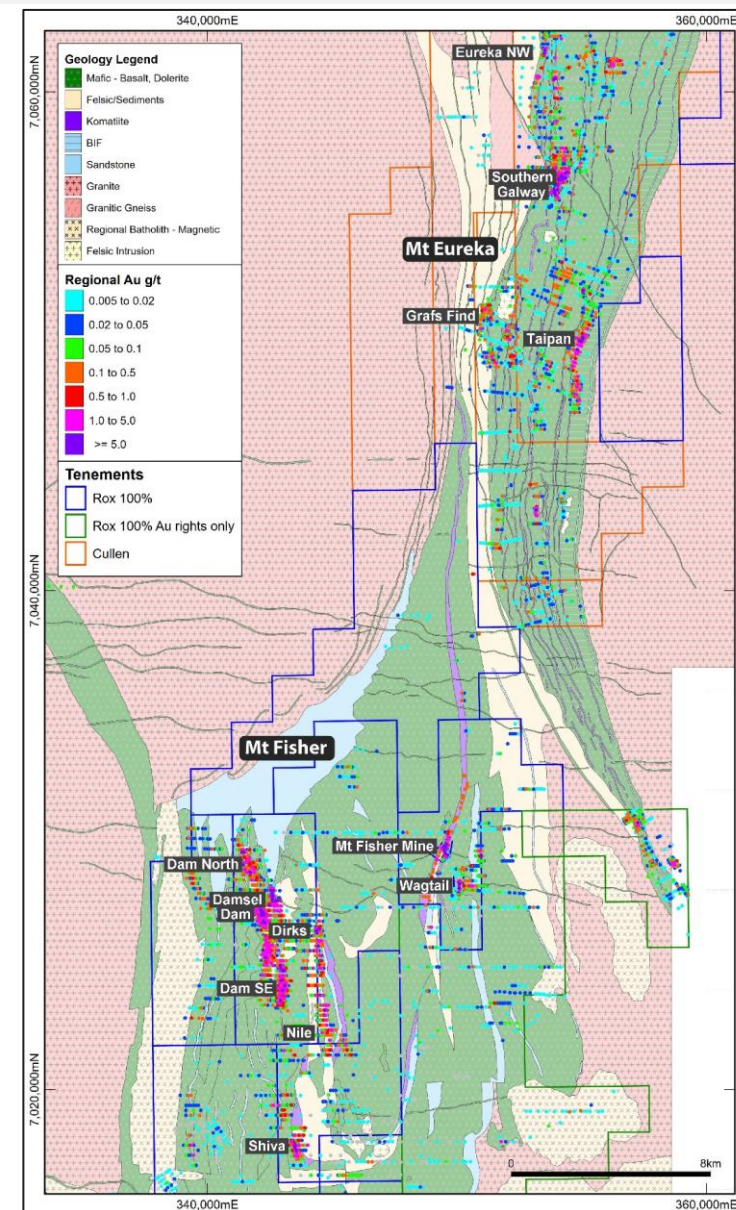 340,000mE
360,000mE
Geology Legend
Mafic - Basalt, Dolerite
Felsic/Sediments
Komatiite
BIF
Sandstone
Granite
Granitic Gneiss
Regional Batholith - Magnetic
Felsic Intrusion
Regional Au g/t
0.005 to 0.02
0.02 to 0.05
0.05 to 0.1
0.1 to 0.5
0.5 to 1.0
1.0 to 5.0
>= 5.0
Tenements
Rox 100%
Rox 100% Au rights only
Cullen
7,060,000mN
Eureka NW
Southern
Galway
Mt Eureka
Grafs Find
Taipan
7,040,000mN
Mt Fisher
Mt Fisher Mine
Dam North
Wagtail
Damsel
Dam
Dirks
Dam SE
Nile
7,020,000mN
Shiva
0
8km
340,000mE
360,000mE